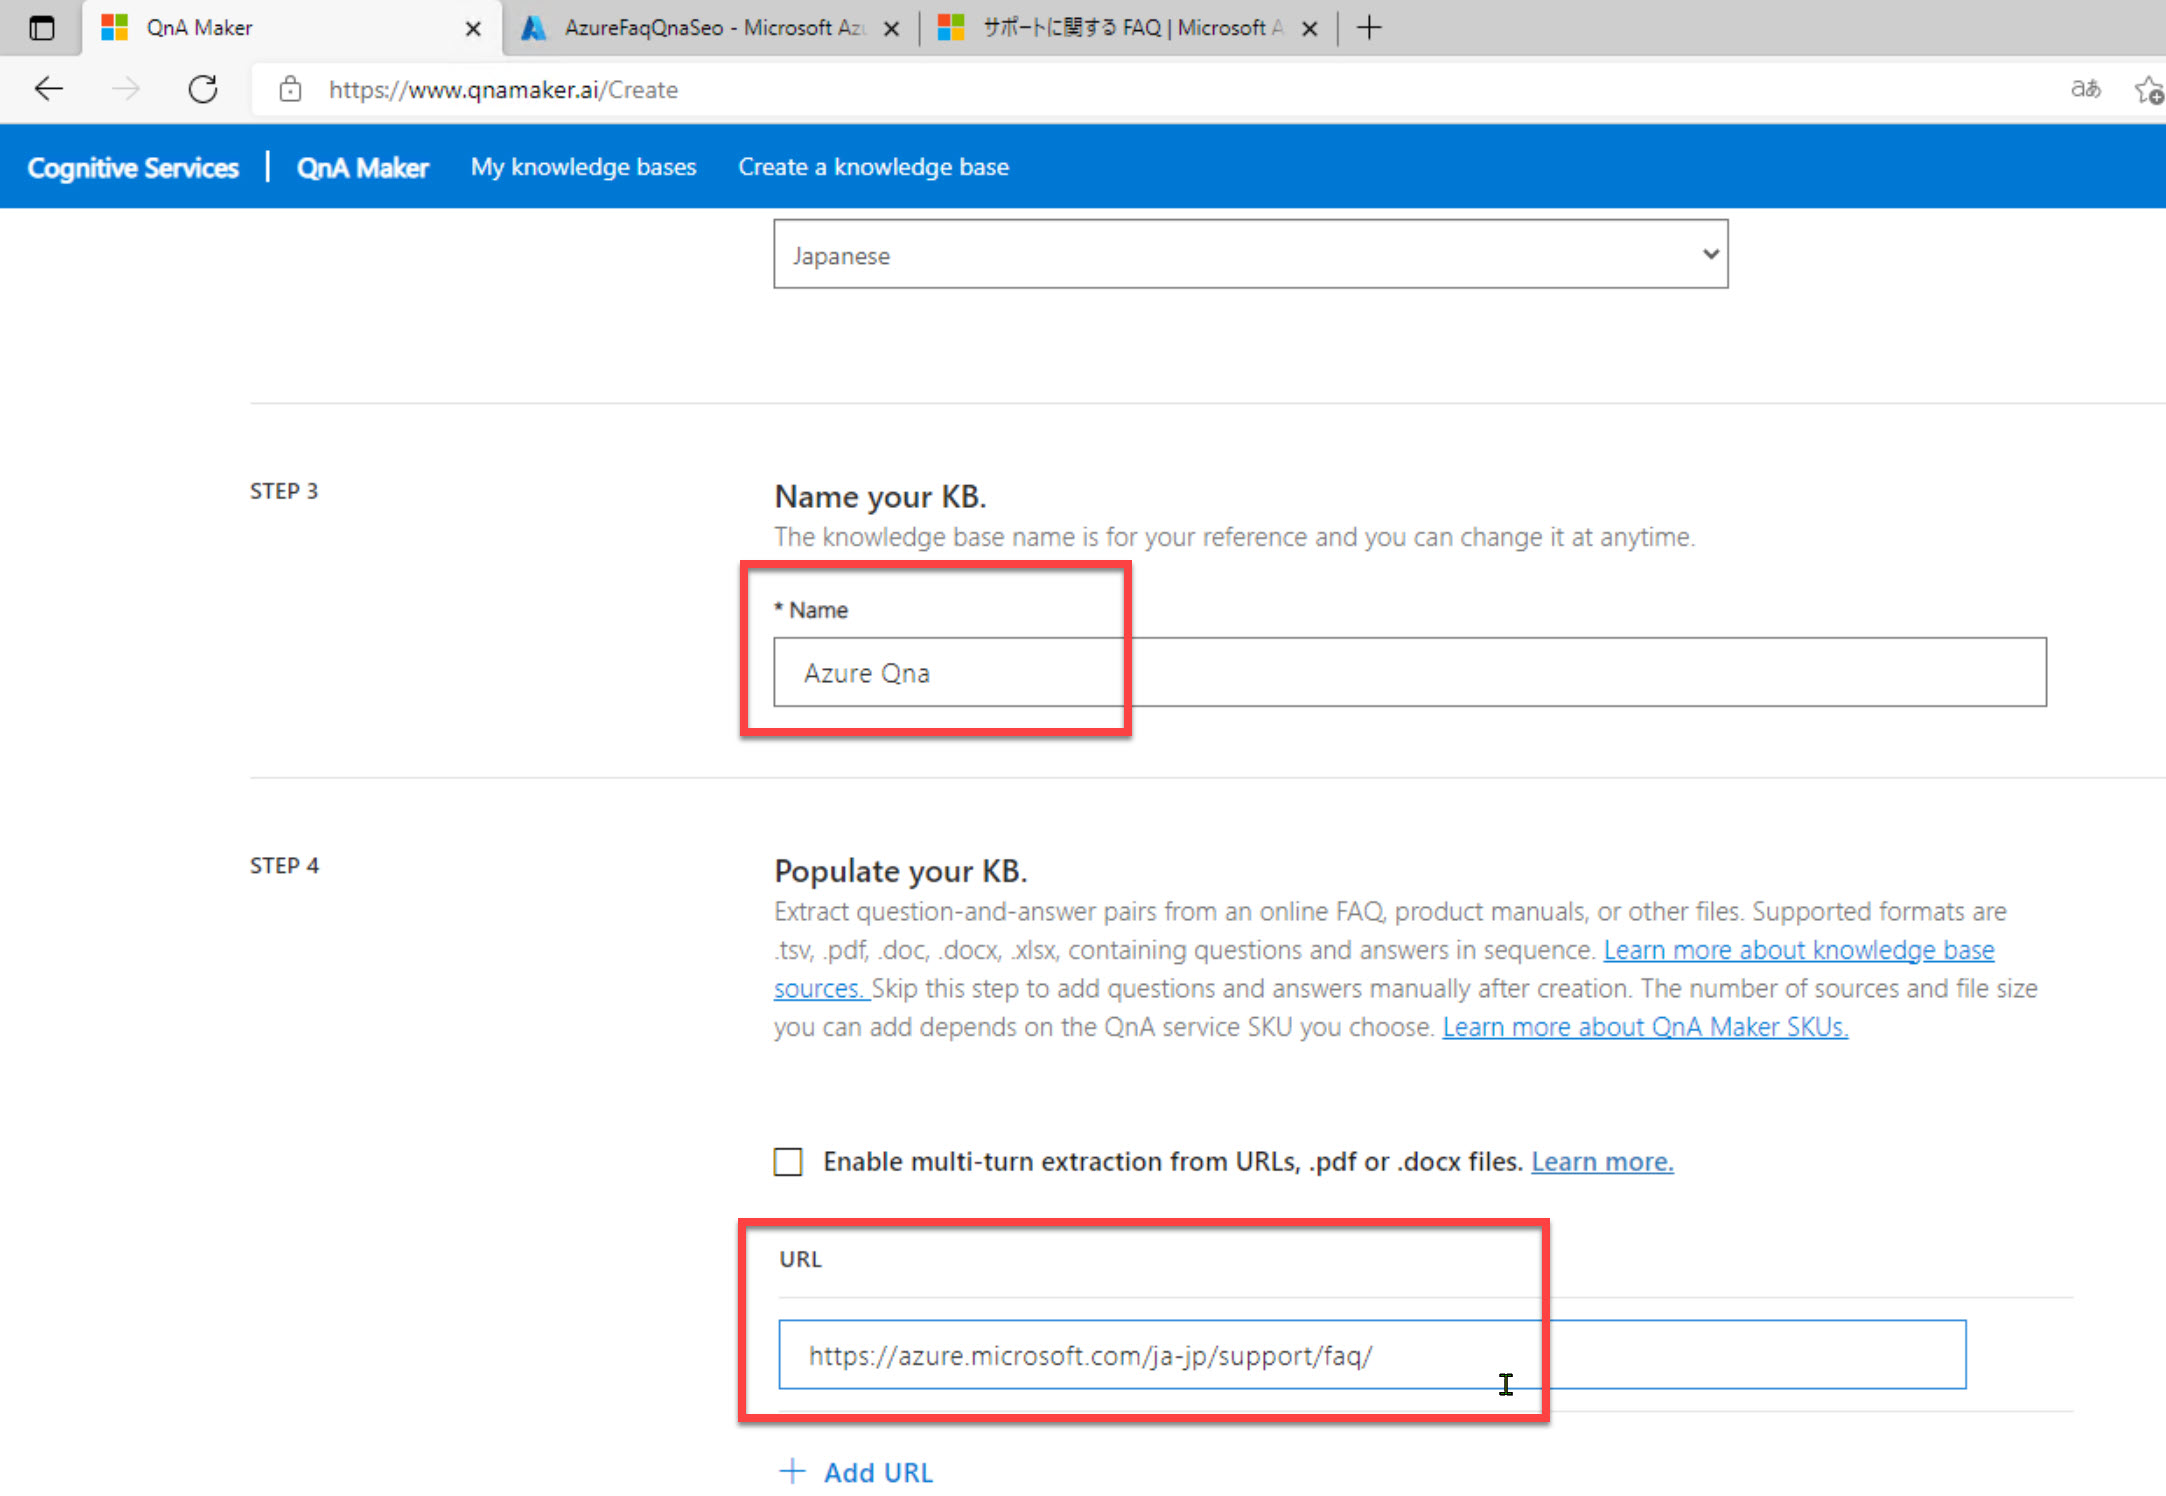 QnA Maker
AzureFaqQnaSeo - Microsoft Azu
サポートに関する FAQ | Microsoft A
https://www.qnamaker.ai/Create
aあ
Cognitive Services | QnA Maker My knowledge bases Create a knowledge base
Japanese
STEP 3
Name your KB.
The knowledge base name is for your reference and you can change it at anytime.
* Name
Azure Qna
STEP 4
Populate your KB.
Extract question-and-answer pairs from an online FAQ, product manuals, or other files. Supported formats are
.tsv, .pdf, .doc, .docx, .xlsx, containing questions and answers in sequence. Learn more about knowledge base
sources. Skip this step to add questions and answers manually after creation. The number of sources and file size
you can add depends on the QnA service SKU you choose. Learn more about QnA Maker SKUs.
Enable multi-turn extraction from URLs, .pdf or .docx files. Learn more.
URL
https://azure.microsoft.com/ja-jp/support/faq/
+ Add URL